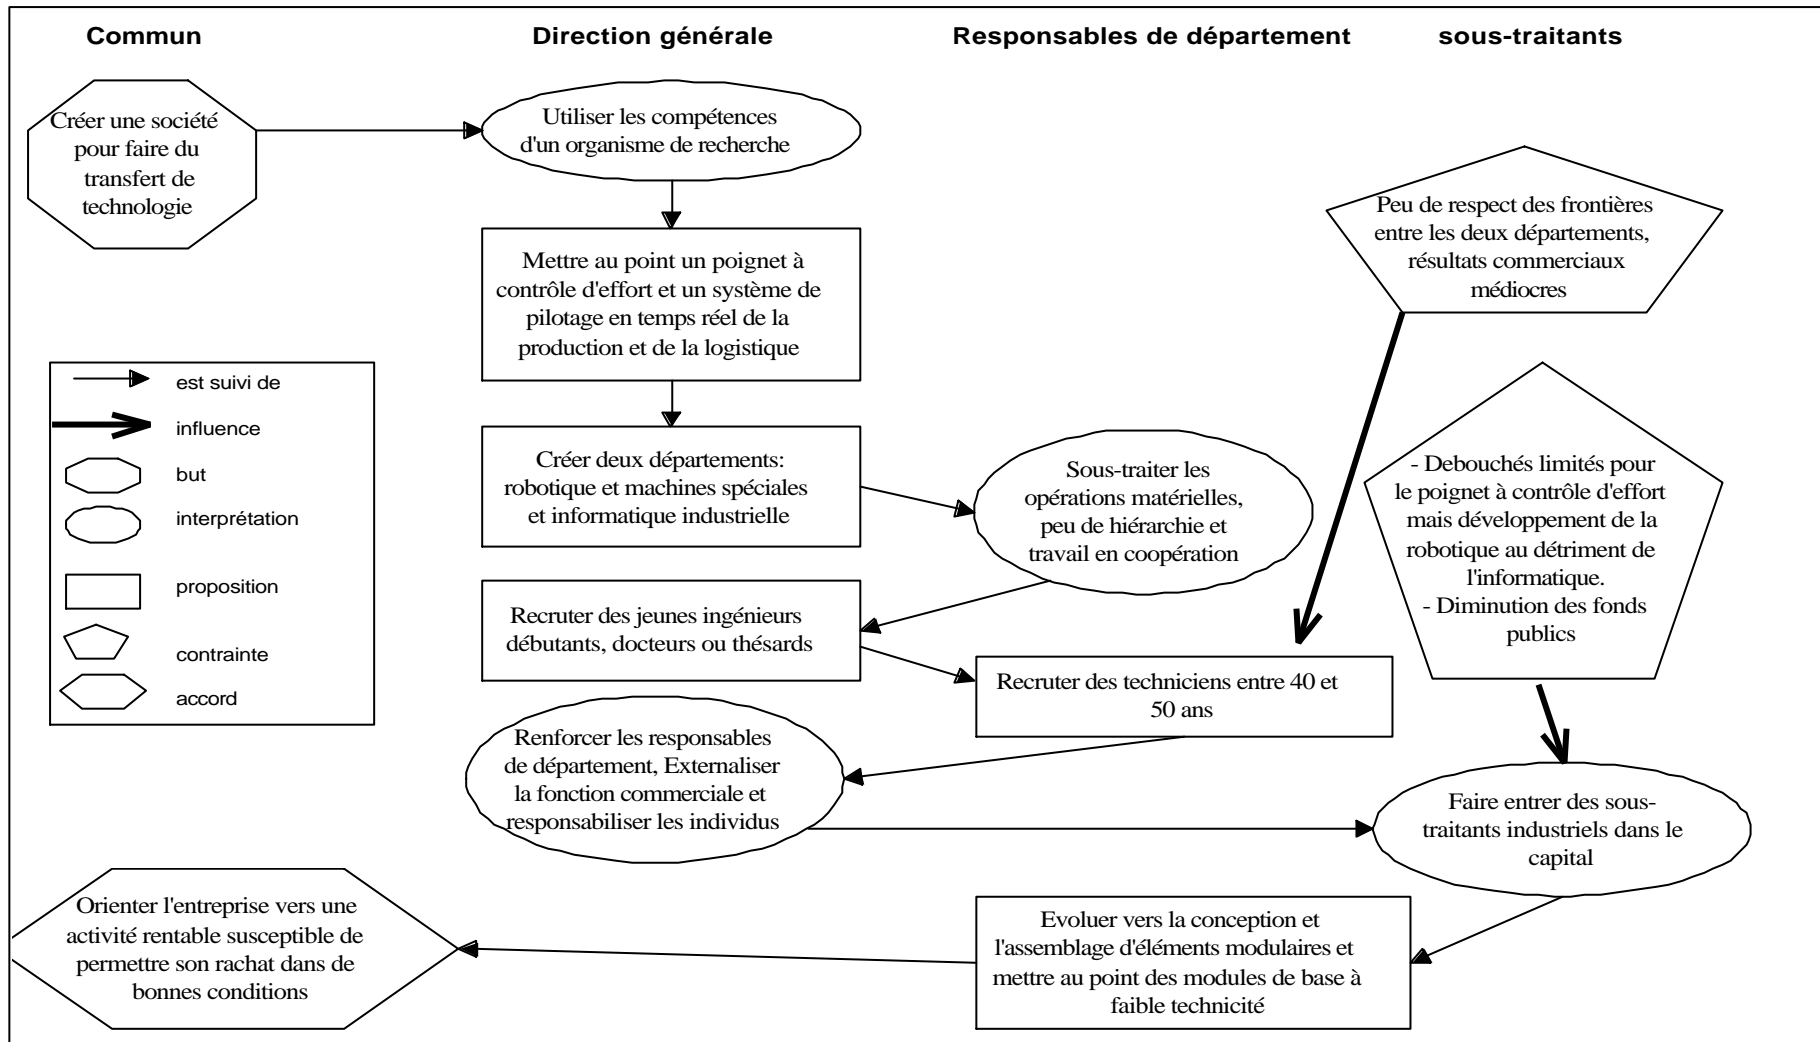 Commun
Direction générale
Responsables de département
sous-traitants
Créer une société
pour faire du
transfert de
technologie
Utiliser les compétences
d'un organisme de recherche
Peu de respect des frontières
entre les deux départements,
résultats commerciaux
médiocres
Mettre au point un poignet à
contrôle d'effort et un système de
pilotage en temps réel de la
production et de la logistique
est suivi de
influence
but
interprétation
proposition
contrainte
accord
Créer deux départements:
robotique et machines spéciales
et informatique industrielle
Sous-traiter les
opérations matérielles,
peu de hiérarchie et
travail en coopération
- Debouchés limités pour
le poignet à contrôle d'effort
mais développement de la
robotique au détriment de
l'informatique.
- Diminution des fonds
publics
Recruter des jeunes ingénieurs
débutants, docteurs ou thésards
Recruter des techniciens entre 40 et
50 ans
Renforcer les responsables
de département, Externaliser
la fonction commerciale et
responsabiliser les individus
Faire entrer des sous-
traitants industriels dans le
capital
Orienter l'entreprise vers une
activité rentable susceptible de
permettre son rachat dans de
bonnes conditions
Evoluer vers la conception et
l'assemblage d'éléments modulaires et
mettre au point des modules de base à
faible technicité